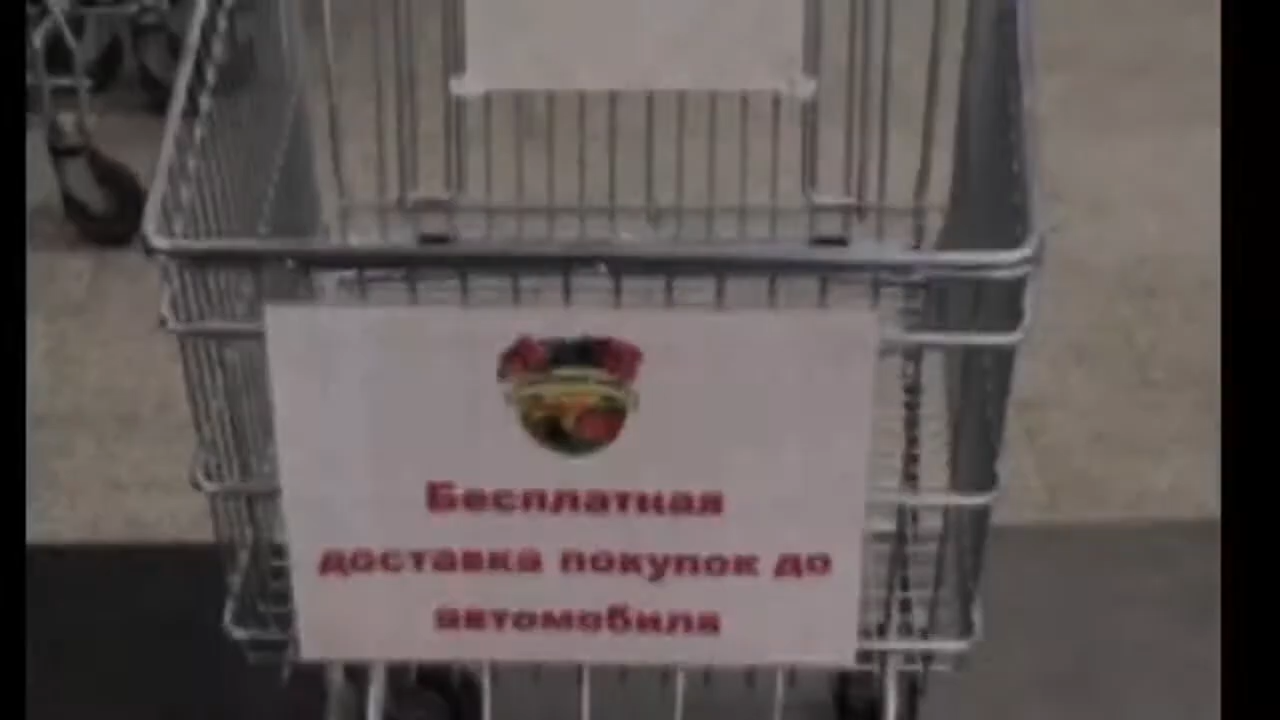 Бесплатная
доставка покупок до
автомобиля